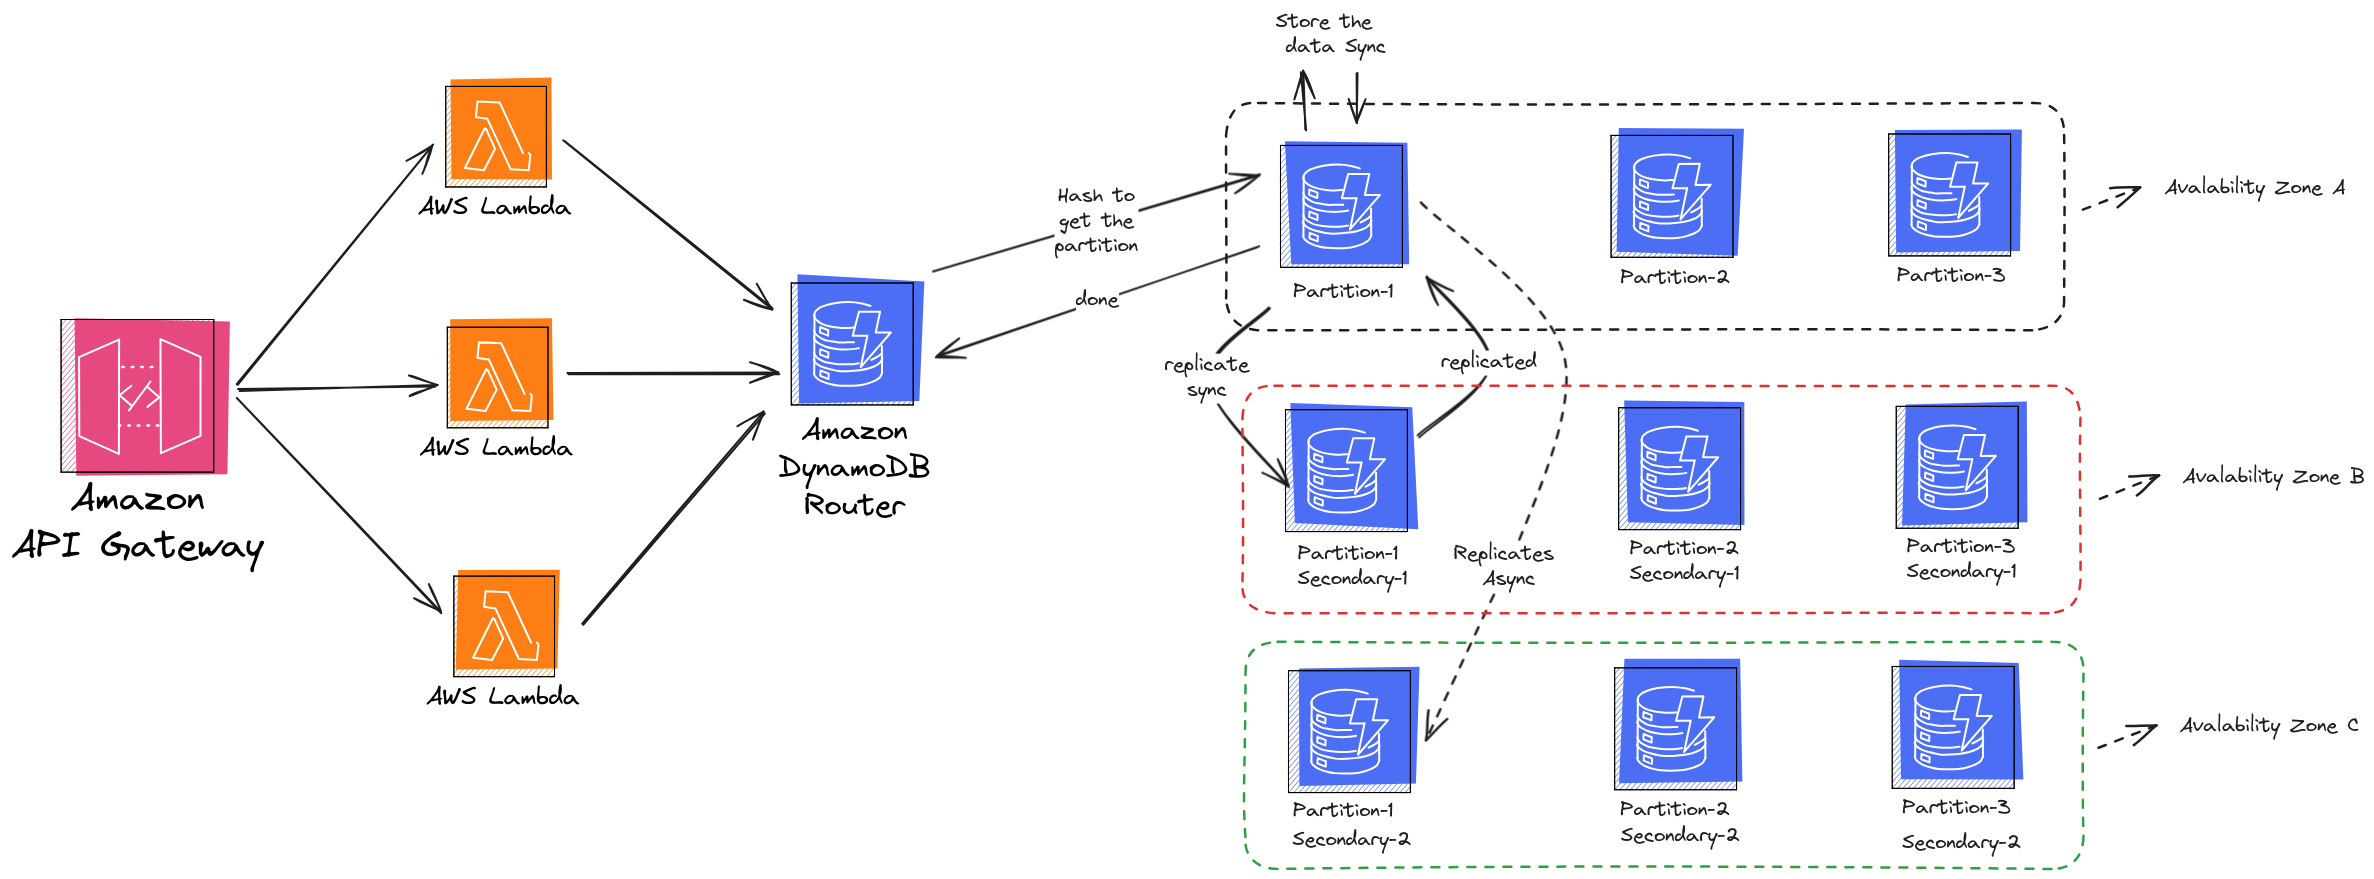 Store the
data Sync
AWS Lambda
Hash to
get the
partition
done
Partition-1
Partition-2
Partition-3
Avalability Zone A
Amazon
API Gateway
AWS Lambda
Amazon
DynamoDB
Router
replicate
sync
replicated
Partition-1
Secondary-1
Partition-2
Secondary-1
Partition-3
Secondary-1
Avalability Zone B
Replicates
Async
AWS Lambda
Partition-1
Secondary-2
Partition-2
Secondary-2
Partition-3
Secondary-2
Avalability Zone C